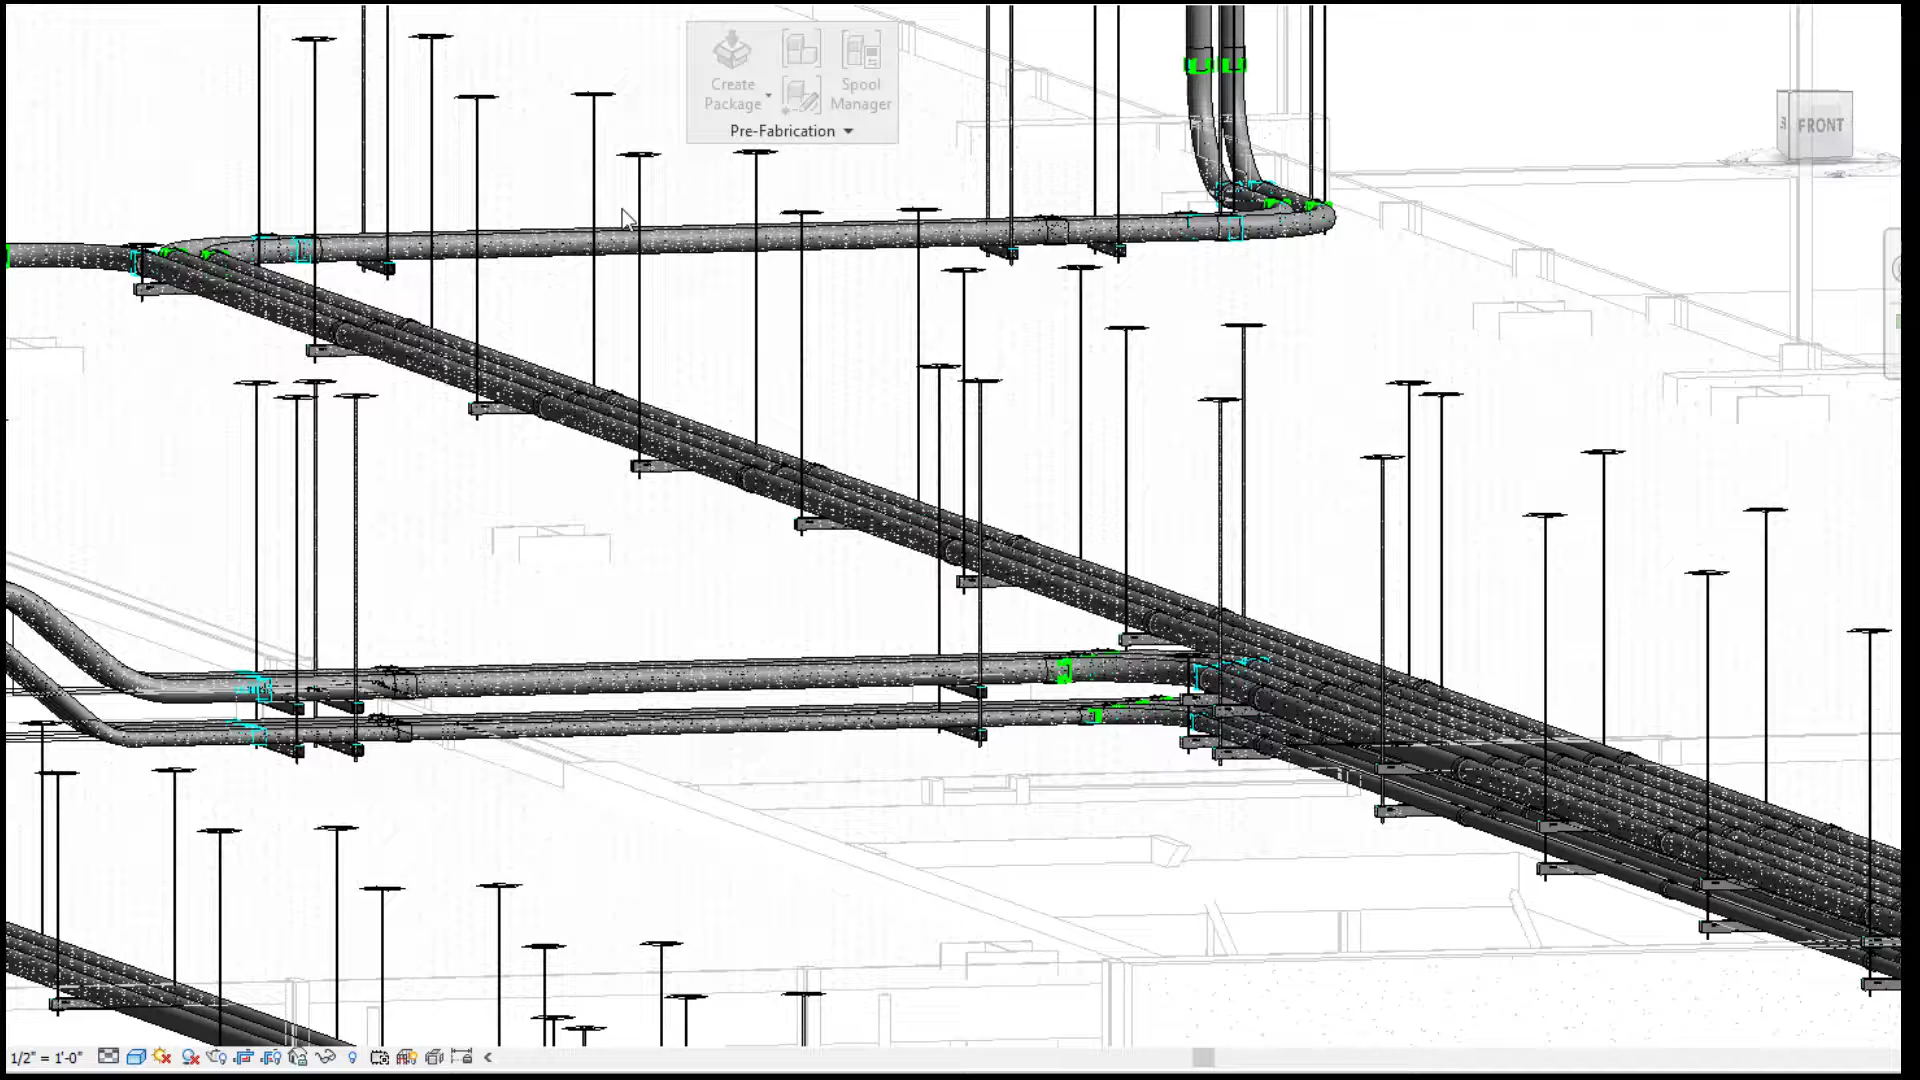 Create
Package
Spool
Manager
Pre-Fabrication
FRONT
1/2" = 1'-0"